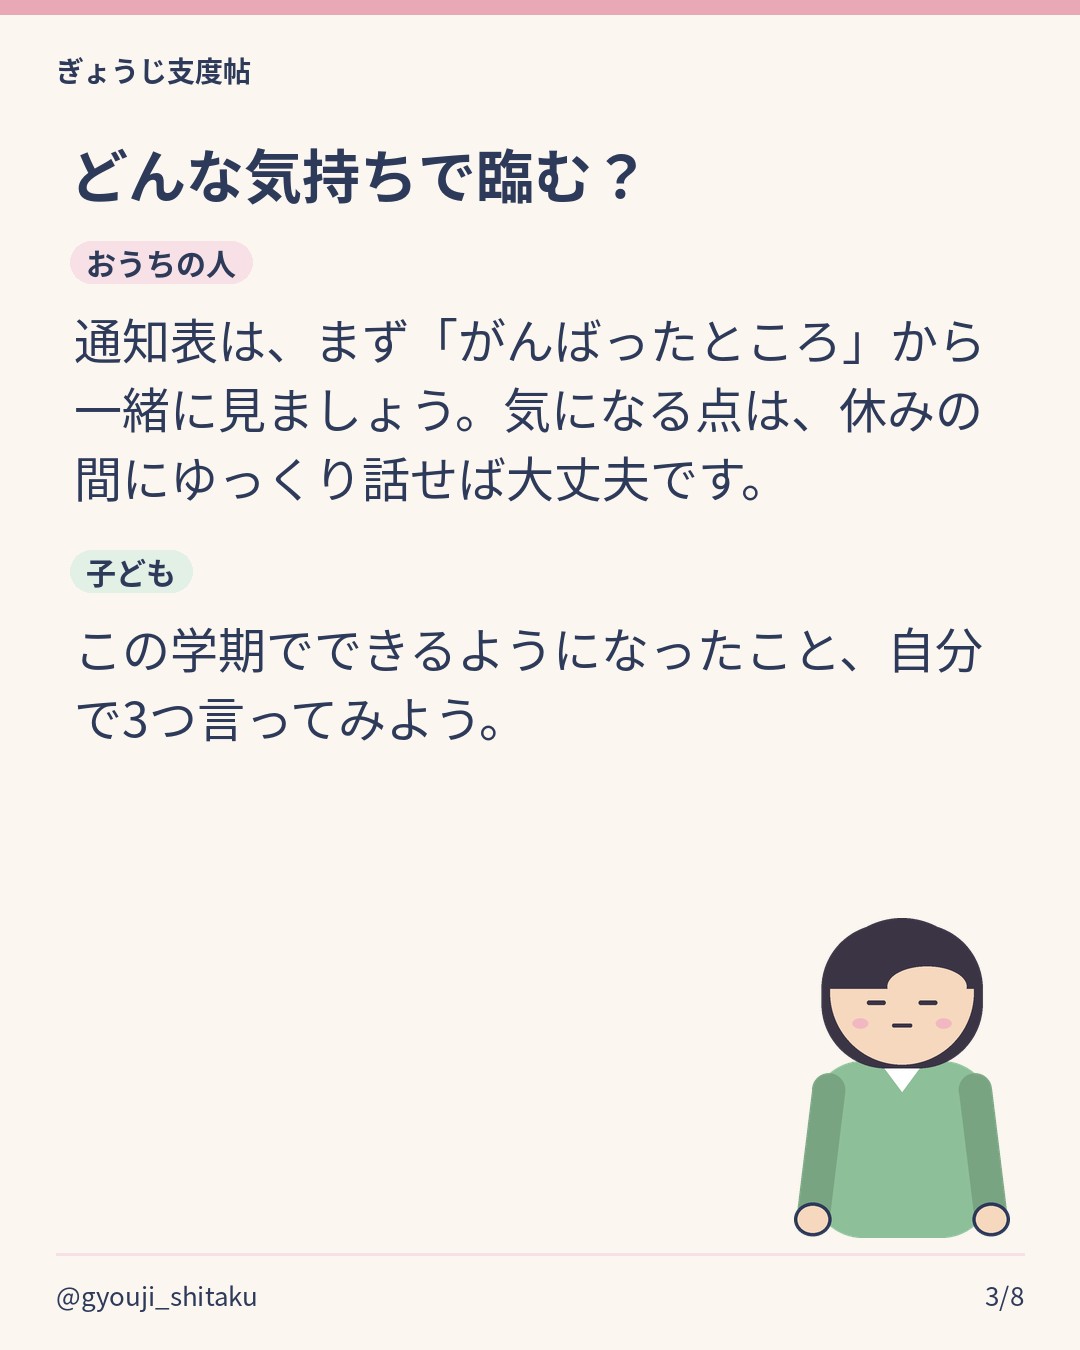 ぎょうじ支度帖
どんな気持ちで臨む？
おうちの人
通知表は、まず「がんばったところ」から
一緒に見ましょう。気になる点は、休みの
間にゆっくり話せば大丈夫です。
子ども
この学期でできるようになったこと、自分
で3つ言ってみよう。
@gyouji_shitaku
3/8